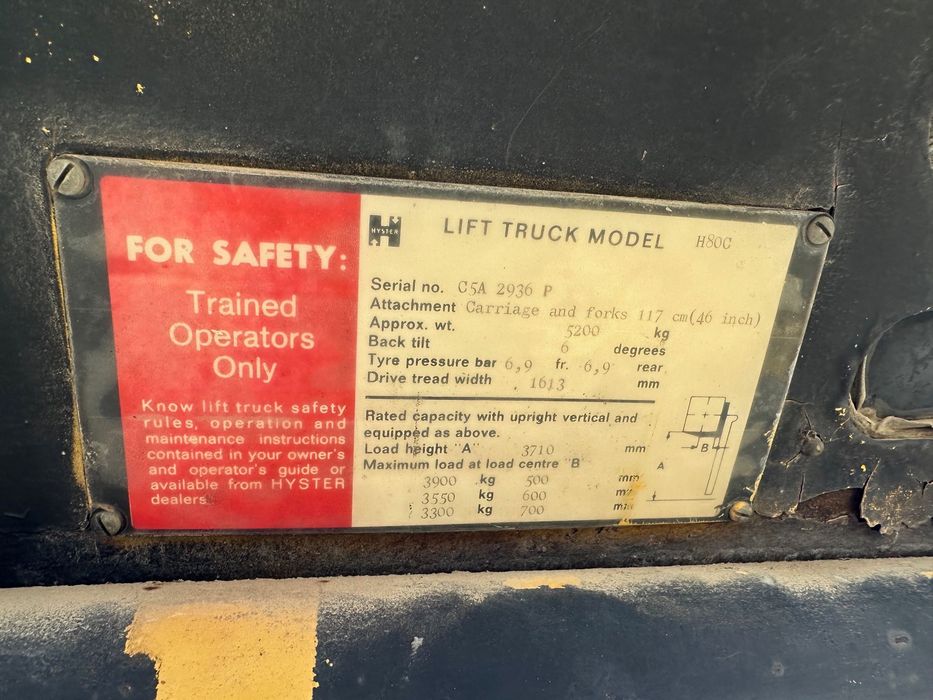 FOR SAFETY:
Trained
Operators
Only
Know lift truck safety
rules, operation and
maintenance instructions
contained in your owner's
and operator's guide or
available from HYSTER
dealers.
H
HYSTER
LIFT TRUCK MODEL H80C
Serial no. C5A 2936 P
Attachment Carriage and forks 117 cm(46 inch)
Approx. wt. 5200 kg
Back tilt 6 degrees
Tyre pressure bar 6,9 fr. 6,9 rear
Drive tread width 1613 mm
Rated capacity with upright vertical and
equipped as above.
Load height "A" 3710 mm
Maximum load at load centre "B"
3900 kg 500 mm
3550 kg 600 mm
3300 kg 700 mm
B
A